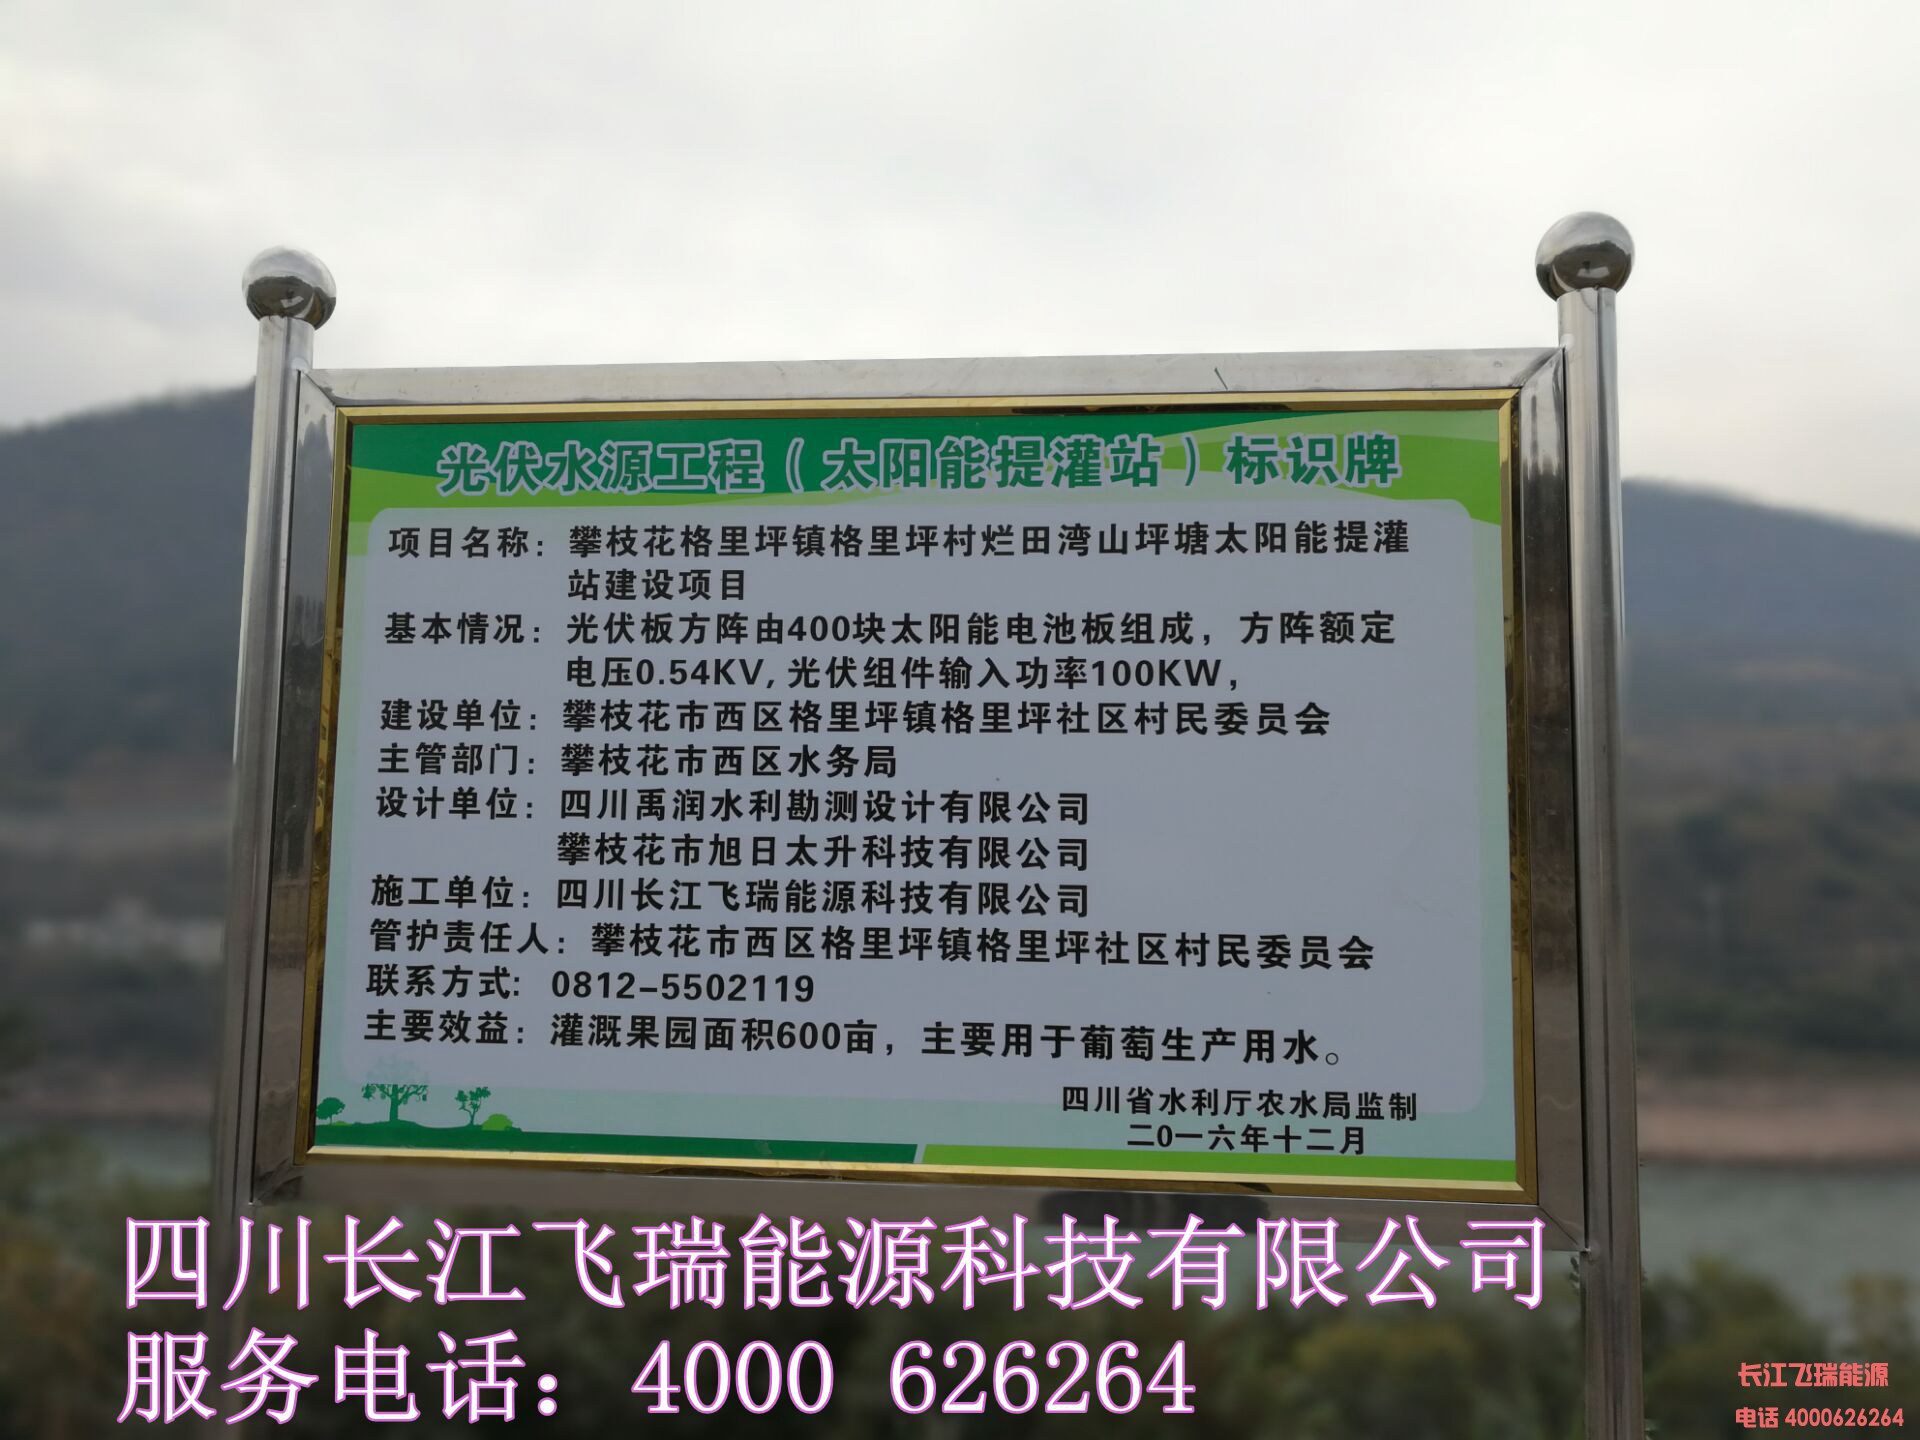 光伏水源工程（太阳能提灌站）标识牌
项目名称：攀枝花格里坪镇格里坪村烂田湾山坪塘太阳能提灌
站建设项目
基本情况：光伏板方阵由400块太阳能电池板组成，方阵额定
电压0.54KV,光伏组件输入功率100KW，
建设单位：攀枝花市西区格里坪镇格里坪社区村民委员会
主管部门：攀枝花市西区水务局
设计单位：四川禹润水利勘测设计有限公司
攀枝花市旭日太升科技有限公司
施工单位：四川长江飞瑞能源科技有限公司
管护责任人：攀枝花市西区格里坪镇格里坪社区村民委员会
联系方式：0812-5502119
主要效益：灌溉果园面积600亩，主要用于葡萄生产用水。
四川省水利厅农水局监制
二0一六年十二月
四川长江飞瑞能源科技有限公司
服务电话：4000 626264
长江飞瑞能源
电话 4000626264